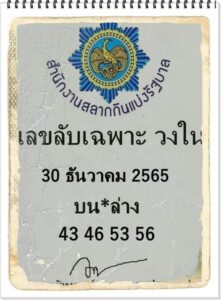 สำนักงานสลากกินแบ่งรัฐบาล
เลขลับเฉพาะ วงใน
30 ธันวาคม 2565
บน*ล่าง
43 46 53 56